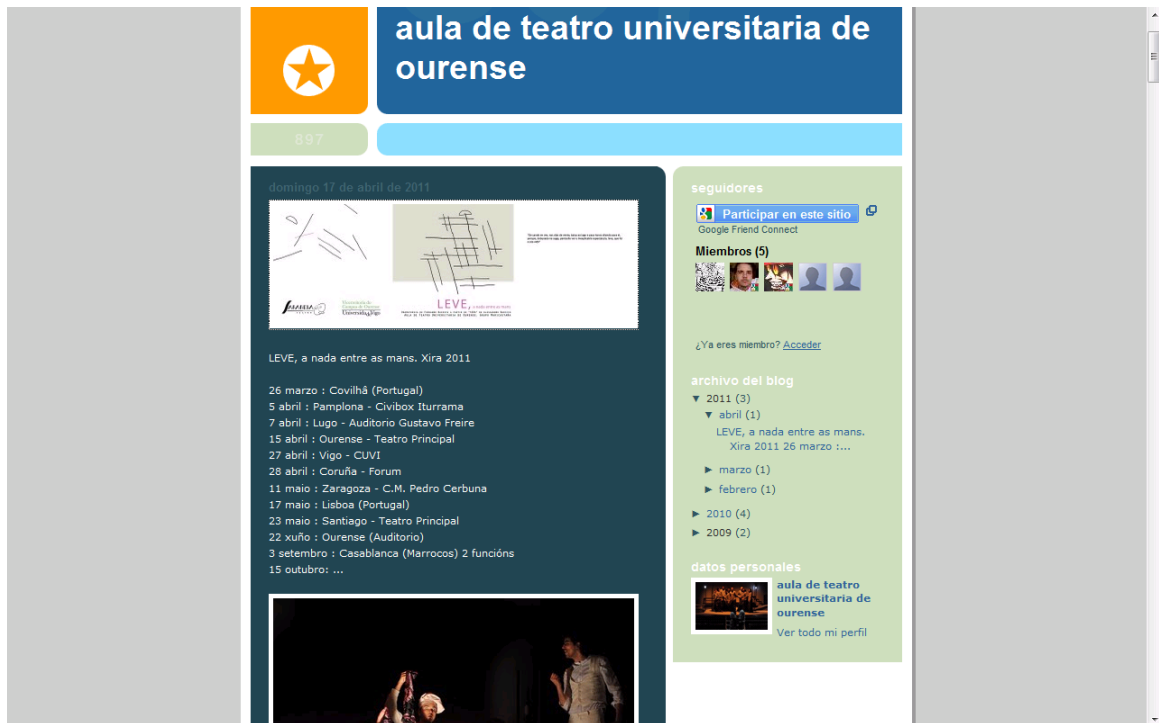 aula de teatro universitaria de
ourense
897
domingo 17 de abril de 2011
LEVE,
LEVE, a nada entre as mans. Xira 2011
26 marzo : Covilhâ (Portugal)
5 abril : Pamplona - Civibox Iturrama
7 abril : Lugo - Auditorio Gustavo Freire
15 abril : Ourense - Teatro Principal
27 abril : Vigo - CUVI
28 abril : Coruña - Forum
11 maio : Zaragoza - C.M. Pedro Cerbuna
17 maio : Lisboa (Portugal)
23 maio : Santiago - Teatro Principal
22 xuño : Ourense (Auditorio)
3 setembro : Casablanca (Marrocos) 2 funcións
15 outubro: ...
seguidores
Participar en este sitio
Google Friend Connect
Miembros (5)
¿Ya eres miembro? Acceder
archivo del blog
▼ 2011 (3)
▼ abril (1)
LEVE, a nada entre as mans.
Xira 2011 26 marzo :...
► marzo (1)
► febrero (1)
► 2010 (4)
► 2009 (2)
datos personales
aula de teatro
universitaria de
ourense
Ver todo mi perfil